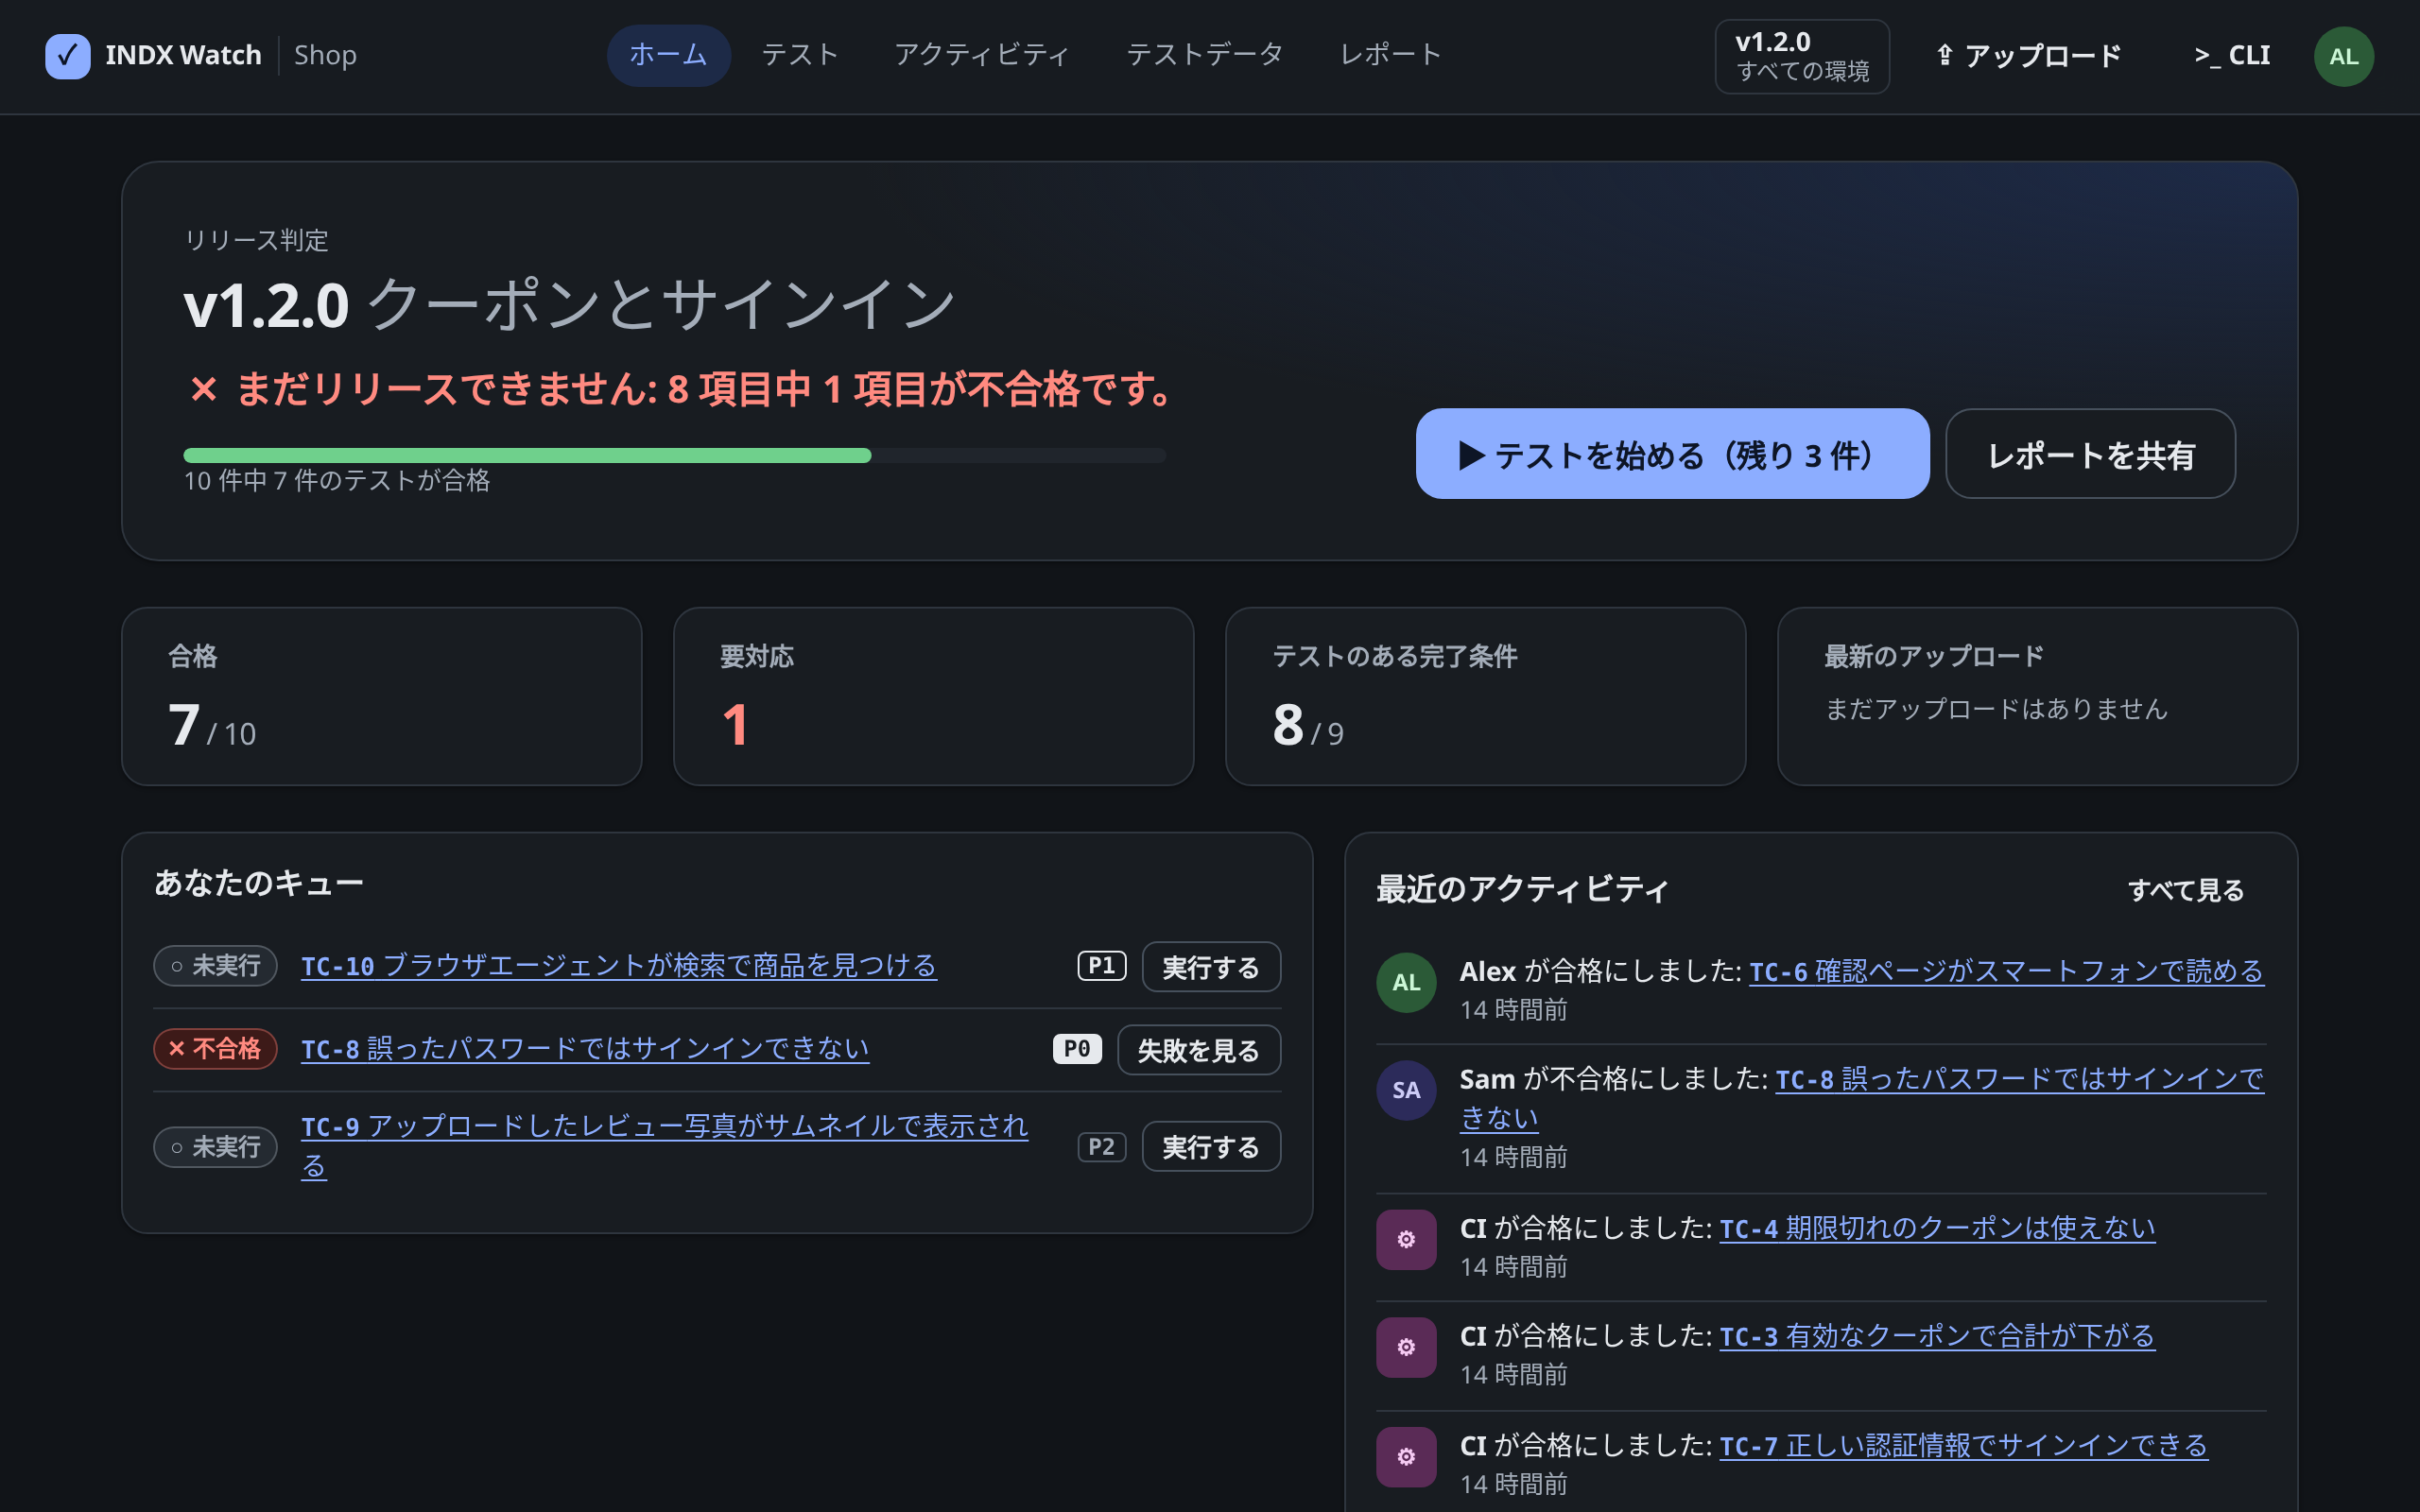 ✓ INDX Watch Shop
ホーム テスト アクティビティ テストデータ レポート
v1.2.0
すべての環境
⇪ アップロード
>_ CLI
AL
リリース判定
v1.2.0 クーポンとサインイン
✕ まだリリースできません: 8 項目中 1 項目が不合格です。
10 件中 7 件のテストが合格
▶ テストを始める（残り 3 件）
レポートを共有
合格
7 / 10
要対応
1
テストのある完了条件
8 / 9
最新のアップロード
まだアップロードはありません
あなたのキュー
○ 未実行 TC-10 ブラウザエージェントが検索で商品を見つける P1 実行する
✕ 不合格 TC-8 誤ったパスワードではサインインできない P0 失敗を見る
○ 未実行 TC-9 アップロードしたレビュー写真がサムネイルで表示され
る
P2 実行する
最近のアクティビティ すべて見る
AL Alex が合格にしました: TC-6 確認ページがスマートフォンで読める
14 時間前
SA Sam が不合格にしました: TC-8 誤ったパスワードではサインインで
きない
14 時間前
⚙ CI が合格にしました: TC-4 期限切れのクーポンは使えない
14 時間前
⚙ CI が合格にしました: TC-3 有効なクーポンで合計が下がる
14 時間前
⚙ CI が合格にしました: TC-7 正しい認証情報でサインインできる
14 時間前